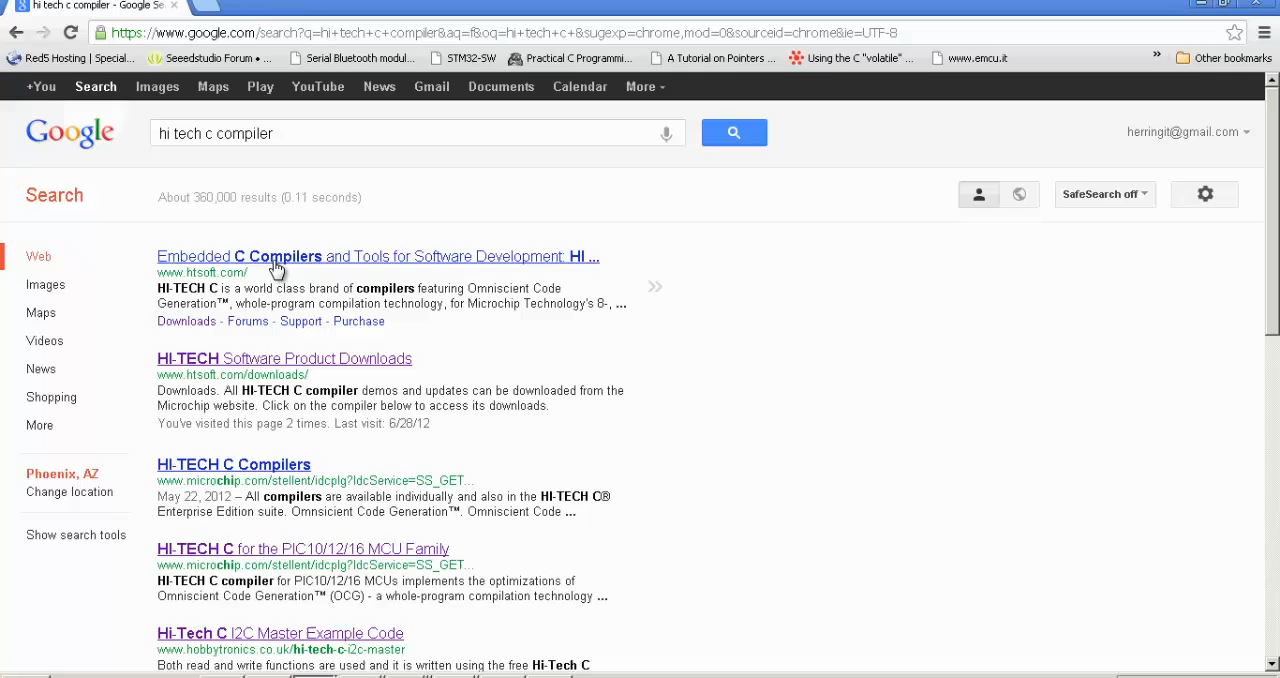 hi tech c compiler - Google Se
https://www.google.com/search?q=hi+tech+c+compiler&aq=f&oq=hi+tech+c+&sugexp=chrome,mod=0&sourceid=chrome&ie=UTF-8
Red5 Hosting | Special... Seeedstudio Forum • ... Serial Bluetooth modul... STM32-SW Practical C Programmi... A Tutorial on Pointers ... Using the C "volatile" ... www.emcu.it » Other bookmarks
+You Search Images Maps Play YouTube News Gmail Documents Calendar More
Google hi tech c compiler herringit@gmail.com
Search About 360,000 results (0.11 seconds) SafeSearch off
Web
Images
Maps
Videos
News
Shopping
More
Phoenix, AZ
Change location
Show search tools
Embedded C Compilers and Tools for Software Development: HI ...
www.htsoft.com/
HI-TECH C is a world class brand of compilers featuring Omniscient Code
Generation™, whole-program compilation technology, for Microchip Technology's 8-, ...
Downloads - Forums - Support - Purchase
HI-TECH Software Product Downloads
www.htsoft.com/downloads/
Downloads. All HI-TECH C compiler demos and updates can be downloaded from the
Microchip website. Click on the compiler below to access its downloads.
You've visited this page 2 times. Last visit: 6/28/12
HI-TECH C Compilers
www.microchip.com/stellent/idcplg?IdcService=SS_GET...
May 22, 2012 – All compilers are available individually and also in the HI-TECH C®
Enterprise Edition suite. Omniscient Code Generation™. Omniscient Code ...
HI-TECH C for the PIC10/12/16 MCU Family
www.microchip.com/stellent/idcplg?IdcService=SS_GET...
HI-TECH C compiler for PIC10/12/16 MCUs implements the optimizations of
Omniscient Code Generation™ (OCG) - a whole-program compilation technology ...
Hi-Tech C I2C Master Example Code
www.hobbytronics.co.uk/hi-tech-c-i2c-master
Both read and write functions are used and it is written using the free Hi-Tech C